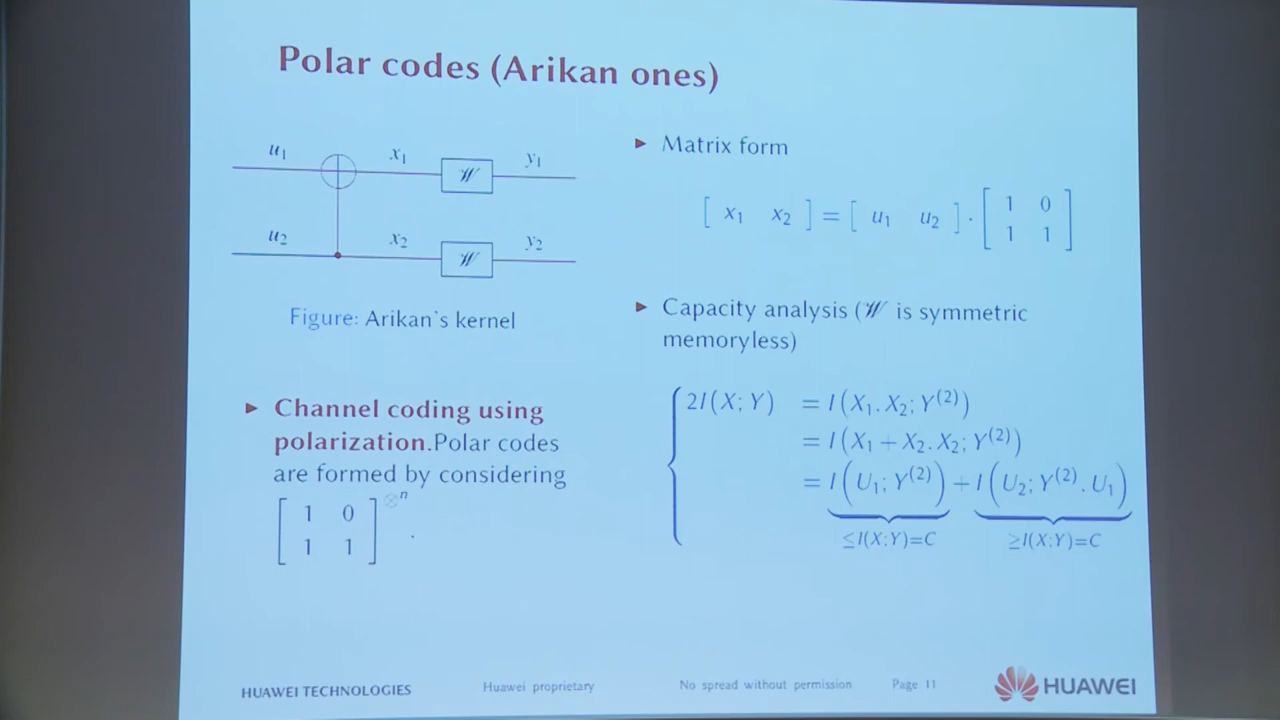 Polar codes (Arikan ones)
u₁ x₁ 𝒲 y₁
u₂ x₂ 𝒲 y₂
Figure: Arikan's kernel
► Channel coding using
polarization.Polar codes
are formed by considering
[ 1 0 ; 1 1 ]^{⊗n} .
► Matrix form
[ x₁ x₂ ] = [ u₁ u₂ ] · [ 1 0 ; 1 1 ]
► Capacity analysis (𝒲 is symmetric
memoryless)
2I(X; Y) = I(X₁. X₂; Y⁽²⁾)
= I(X₁ + X₂. X₂; Y⁽²⁾)
= I(U₁; Y⁽²⁾) + I(U₂; Y⁽²⁾. U₁)
≤I(X;Y)=C ≥I(X;Y)=C
HUAWEI TECHNOLOGIES Huawei proprietary No spread without permission Page 11 HUAWEI